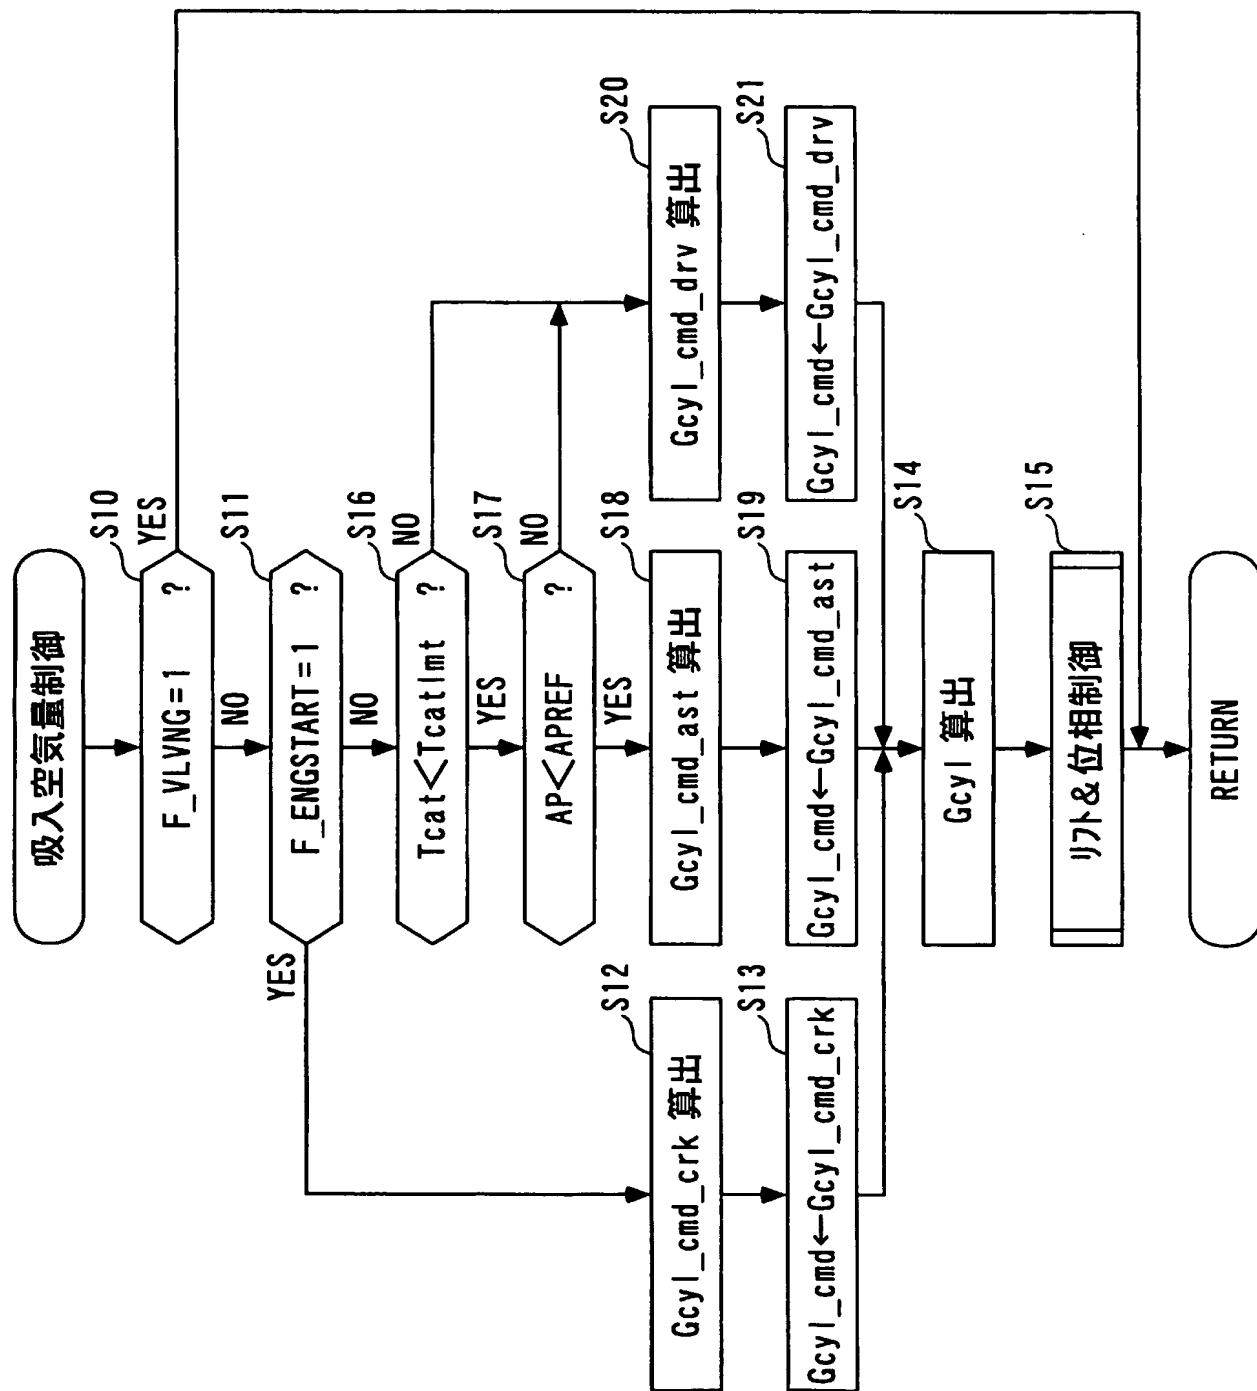 吸入空気量制御
S10
F_VLVNG=1 ?
YES
NO
S11
F_ENGSTART=1 ?
YES
NO
S16
Tcat<Tcatlmt ?
NO
YES
S17
AP<APREF ?
NO
YES
S12
Gcyl_cmd_crk 算出
S18
Gcyl_cmd_ast 算出
S20
Gcyl_cmd_drv 算出
S13
Gcyl_cmd←Gcyl_cmd_crk
S19
Gcyl_cmd←Gcyl_cmd_ast
S21
Gcyl_cmd←Gcyl_cmd_drv
S14
Gcyl 算出
S15
リフト&位相制御
RETURN